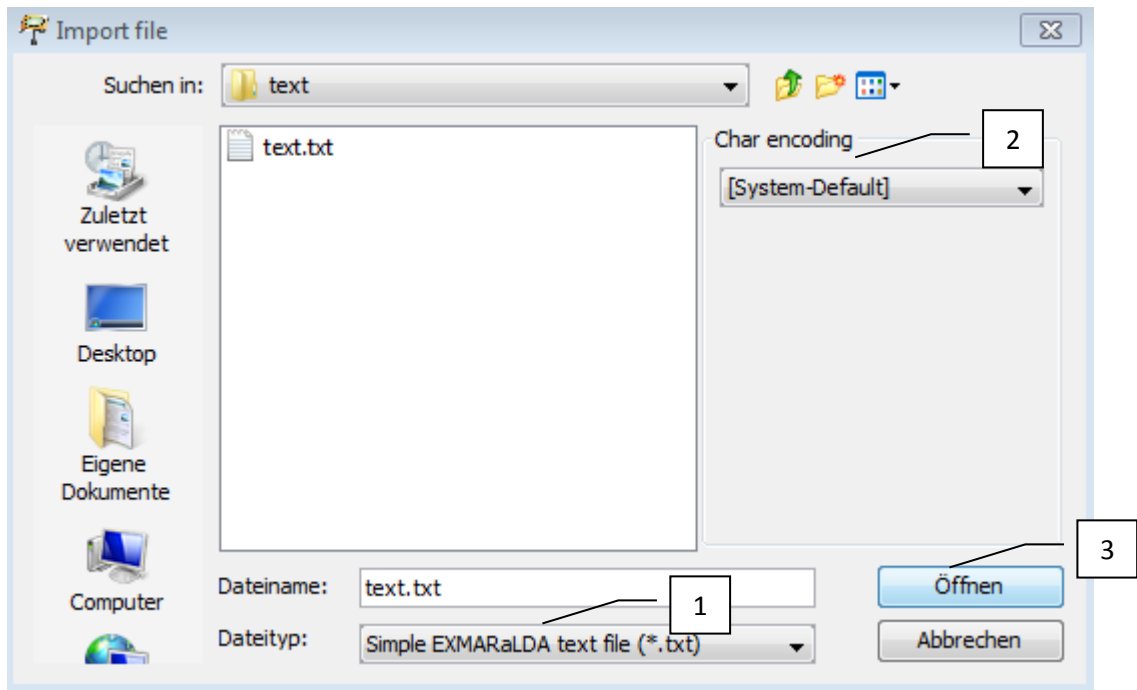 Import file
Suchen in:
text
text.txt
Char encoding
2
[System-Default]
Zuletzt
verwendet
Desktop
Eigene
Dokumente
Computer
3
Dateiname:
text.txt
Öffnen
1
Dateityp:
Simple EXMARaLDA text file (*.txt)
Abbrechen